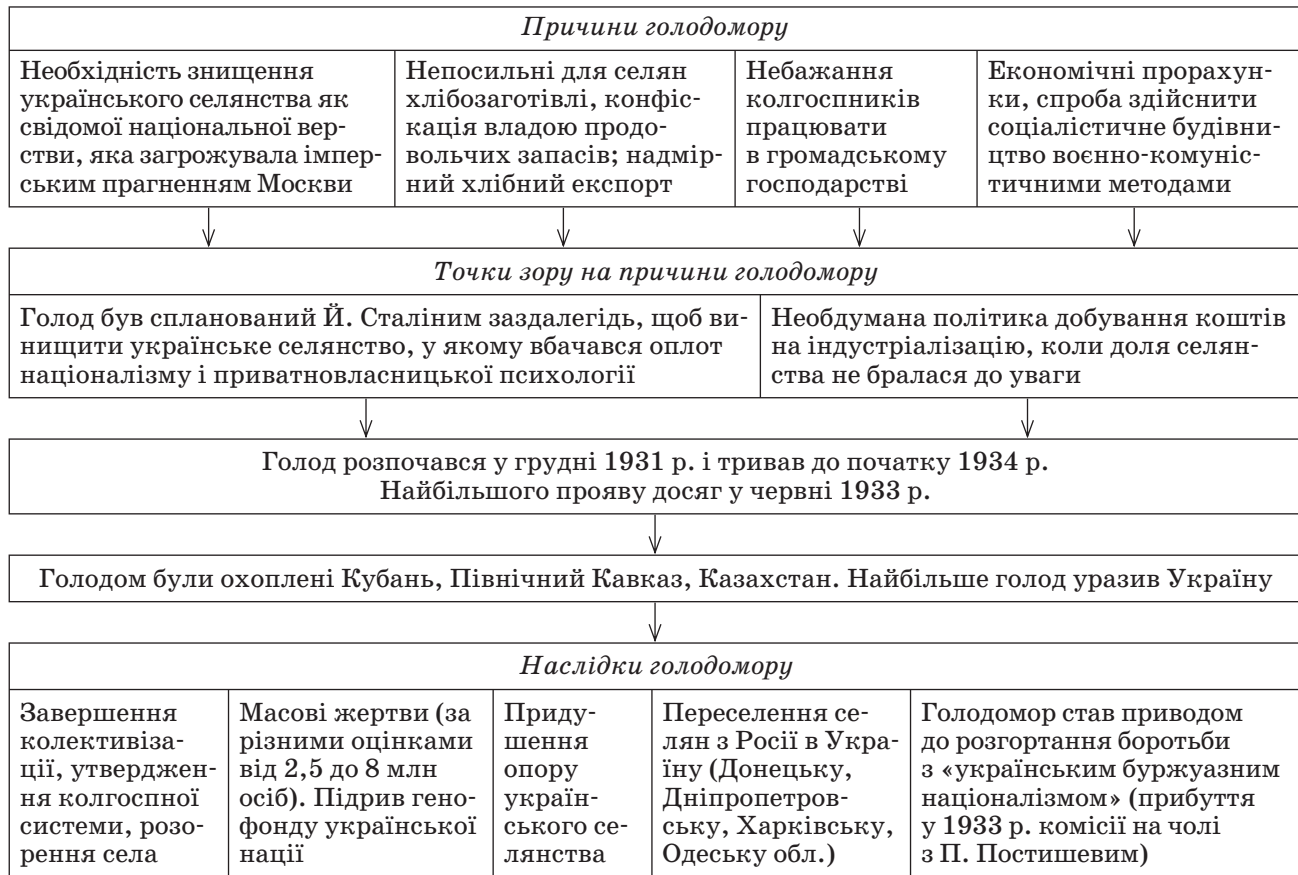 Причини голодомору
Необхідність знищення
українського селянства як
свідомої національної вер-
стви, яка загрожувала імпер-
ським прагненням Москви
Непосильні для селян
хлібозаготівлі, конфіс-
кація владою продо-
вольчих запасів; надмір-
ний хлібний експорт
Небажання
колгоспників
працювати
в громадському
господарстві
Економічні прорахун-
ки, спроба здійснити
соціалістичне будівни-
цтво воєнно-комуніс-
тичними методами
Точки зору на причини голодомору
Голод був спланований Й. Сталіним заздалегідь, щоб ви-
нищити українське селянство, у якому вбачався оплот
націоналізму і приватновласницької психології
Необдумана політика добування коштів
на індустріалізацію, коли доля селян-
ства не бралася до уваги
Голод розпочався у грудні 1931 р. і тривав до початку 1934 р.
Найбільшого прояву досяг у червні 1933 р.
Голодом були охоплені Кубань, Північний Кавказ, Казахстан. Найбільше голод уразив Україну
Наслідки голодомору
Завершення
колективіза-
ції, утверджен-
ня колгоспної
системи, розо-
рення села
Масові жертви (за
різними оцінками
від 2,5 до 8 млн
осіб). Підрив гено-
фонду української
нації
Приду-
шення
опору
україн-
ського се-
лянства
Переселення се-
лян з Росії в Укра-
їну (Донецьку,
Дніпропетров-
ську, Харківську,
Одеську обл.)
Голодомор став приводом
до розгортання боротьби
з «українським буржуазним
націоналізмом» (прибуття
у 1933 р. комісії на чолі
з П. Постишевим)